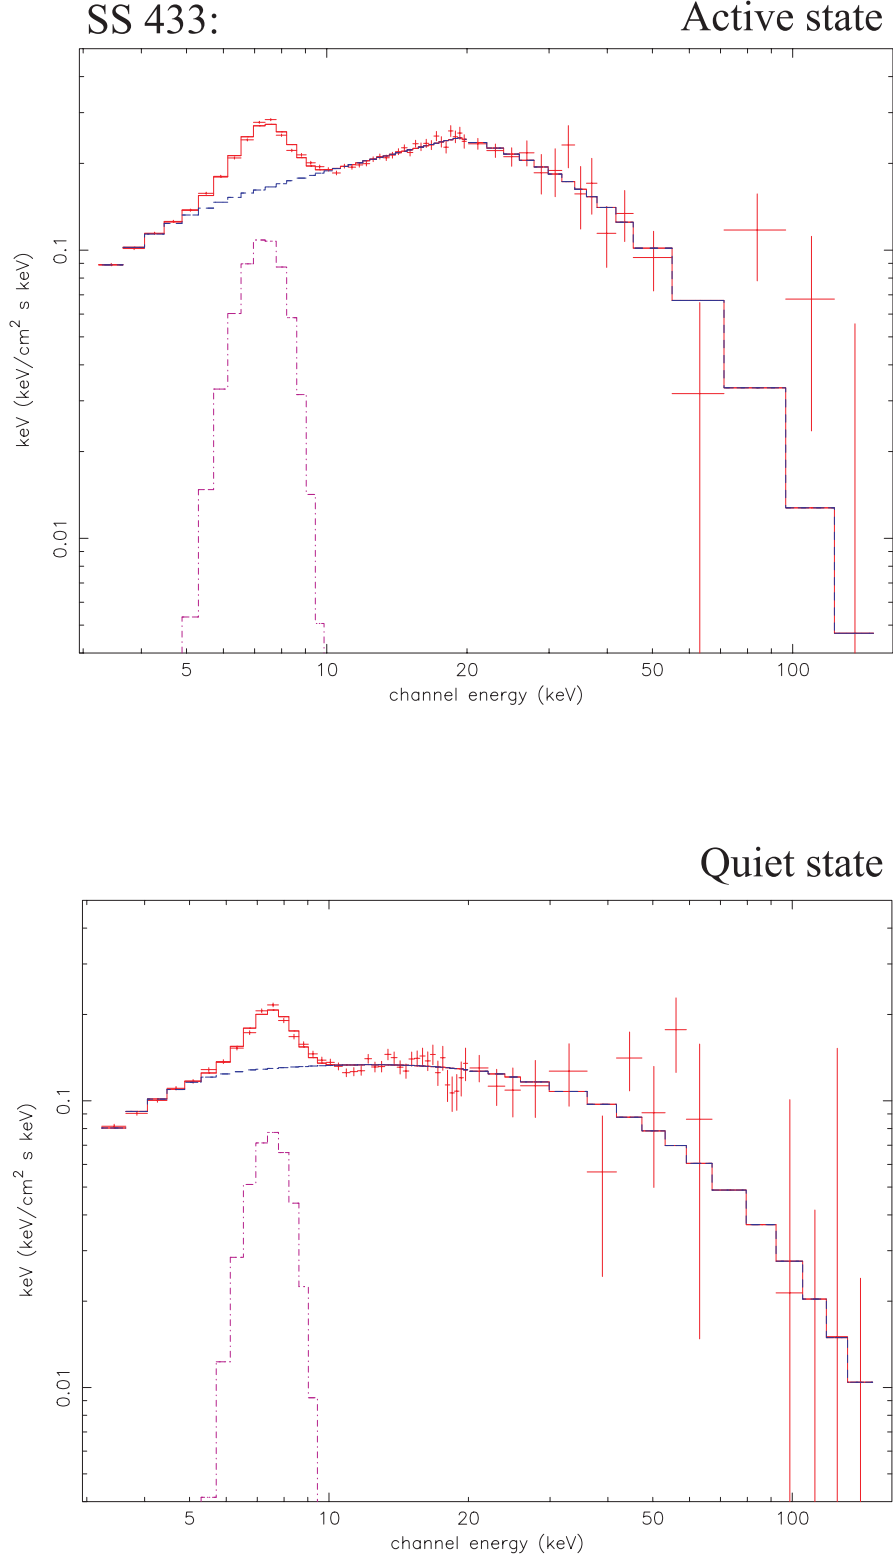 SS 433:
Active state
keV (keV/cm² s keV)
0.1
0.01
5 10 20 50 100
channel energy (keV)
Quiet state
keV (keV/cm² s keV)
0.1
0.01
5 10 20 50 100
channel energy (keV)